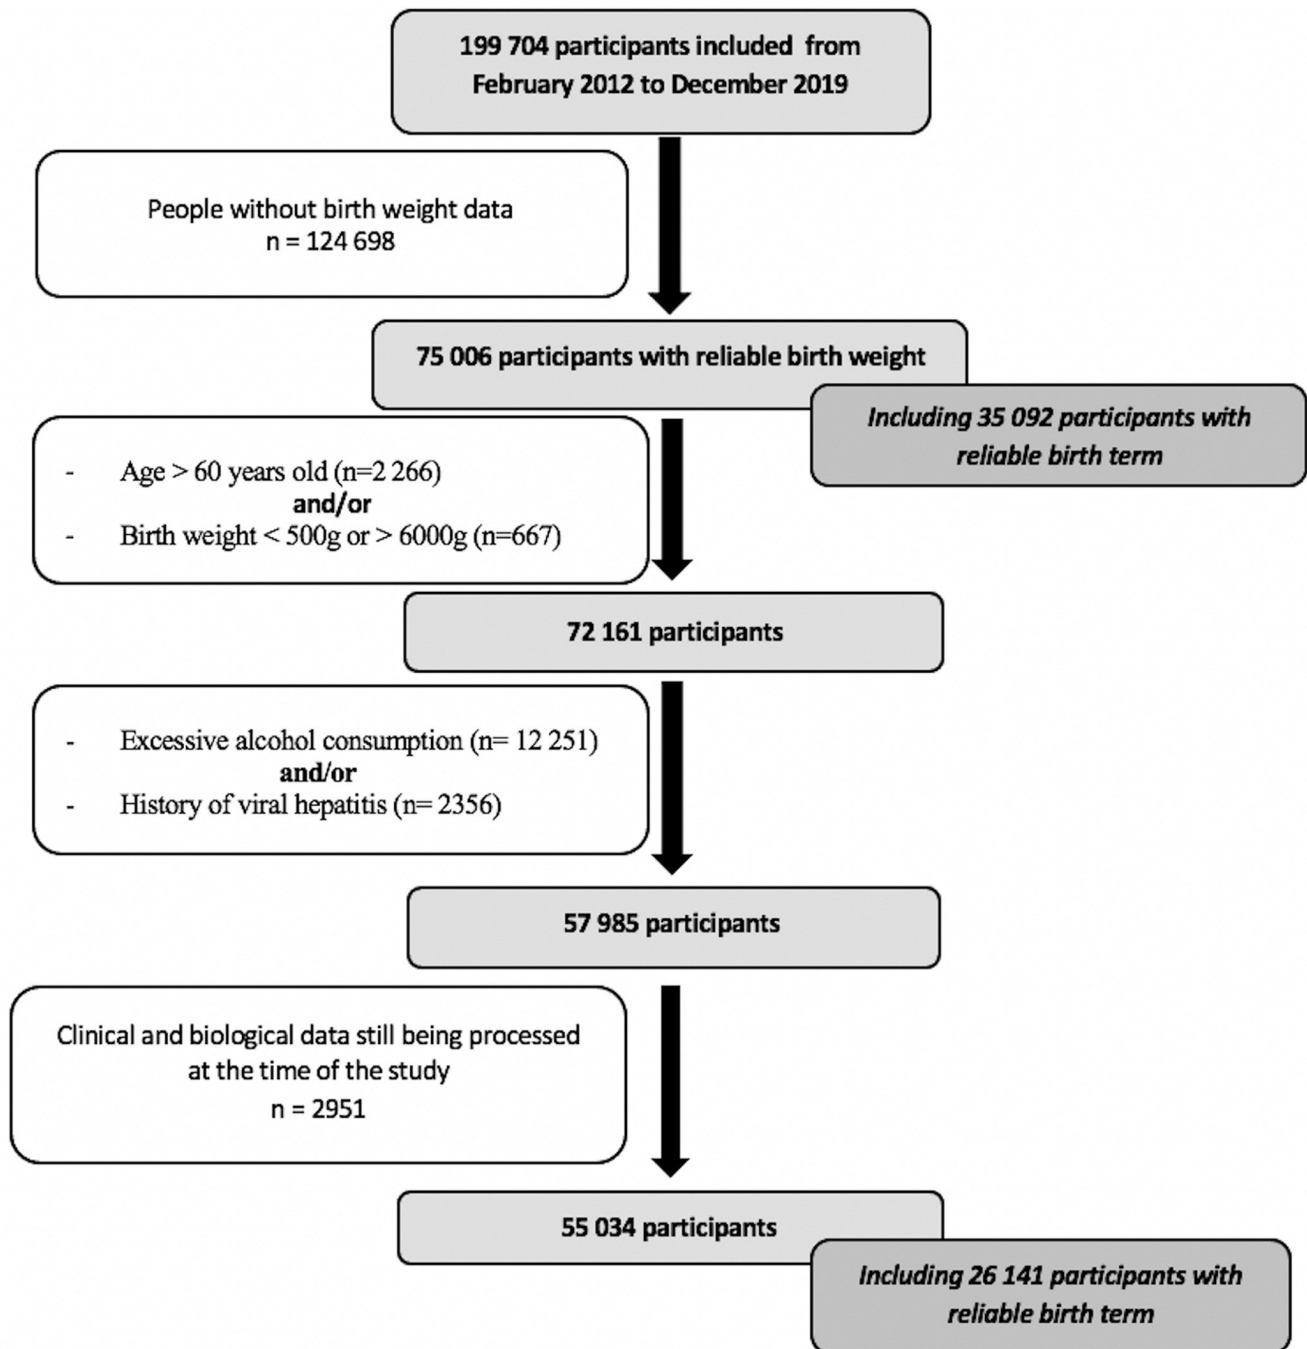 199 704 participants included from
February 2012 to December 2019
People without birth weight data
n = 124 698
75 006 participants with reliable birth weight
Including 35 092 participants with
reliable birth term
- Age > 60 years old (n=2 266)
and/or
- Birth weight < 500g or > 6000g (n=667)
72 161 participants
- Excessive alcohol consumption (n= 12 251)
and/or
- History of viral hepatitis (n= 2356)
57 985 participants
Clinical and biological data still being processed
at the time of the study
n = 2951
55 034 participants
Including 26 141 participants with
reliable birth term